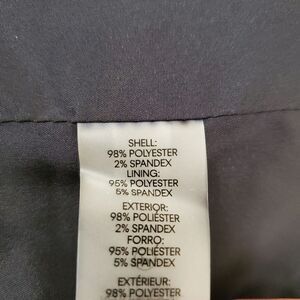 SHELL:
98% POLYESTER
2% SPANDEX
LINING:
95% POLYESTER
5% SPANDEX
EXTERIOR:
98% POLIÉSTER
2% SPANDEX
FORRO:
95% POLIÉSTER
5% SPANDEX
EXTÉRIEUR:
98% POLYESTER